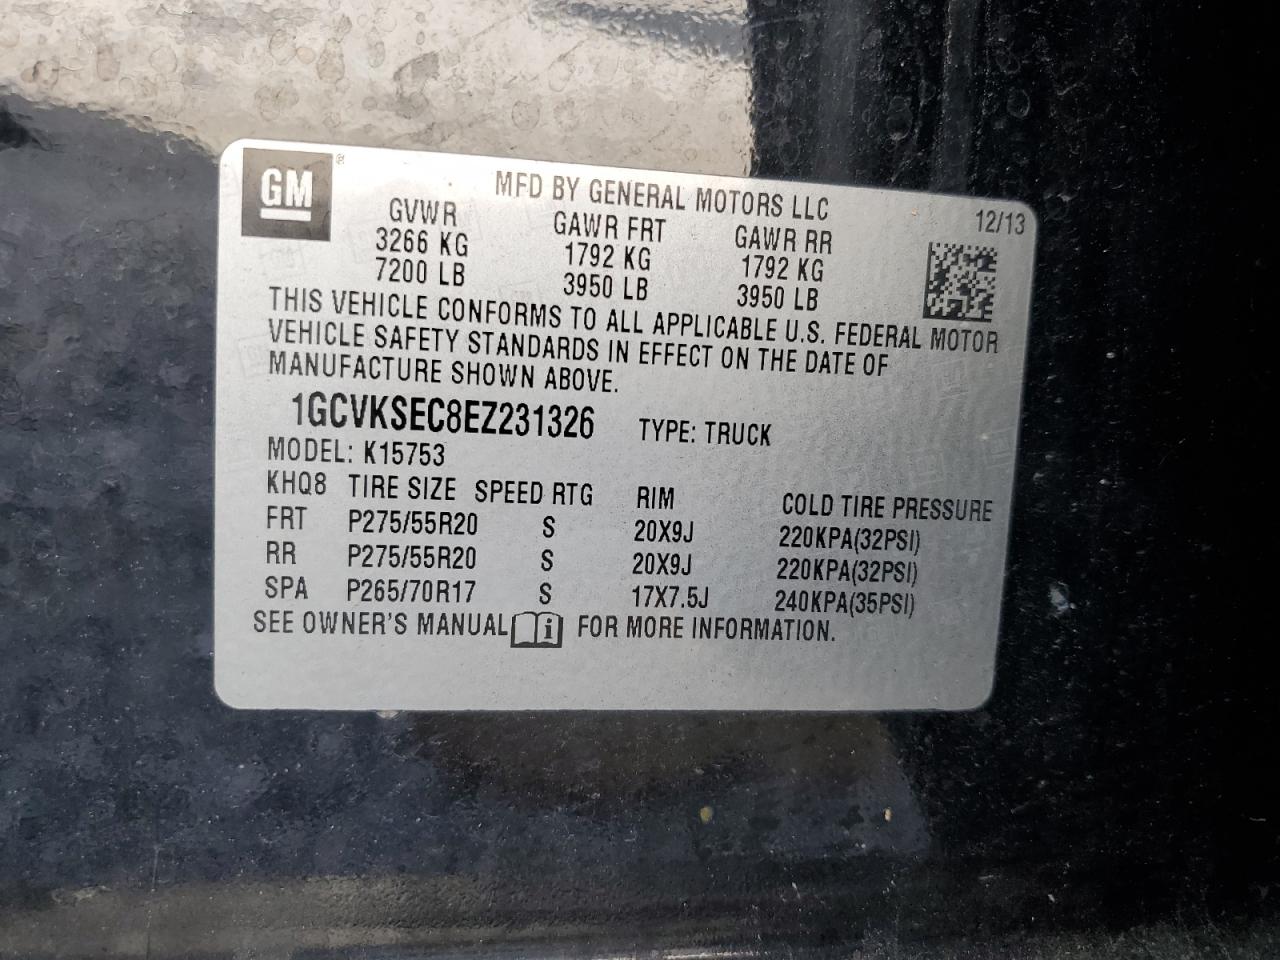 GM ®
MFD BY GENERAL MOTORS LLC
12/13
GVWR GAWR FRT GAWR RR
3266 KG 1792 KG 1792 KG
7200 LB 3950 LB 3950 LB
THIS VEHICLE CONFORMS TO ALL APPLICABLE U.S. FEDERAL MOTOR
VEHICLE SAFETY STANDARDS IN EFFECT ON THE DATE OF
MANUFACTURE SHOWN ABOVE.
1GCVKSEC8EZ231326 TYPE: TRUCK
MODEL: K15753
KHQ8 TIRE SIZE SPEED RTG RIM COLD TIRE PRESSURE
FRT P275/55R20 S 20X9J 220KPA(32PSI)
RR P275/55R20 S 20X9J 220KPA(32PSI)
SPA P265/70R17 S 17X7.5J 240KPA(35PSI)
SEE OWNER'S MANUAL i FOR MORE INFORMATION.